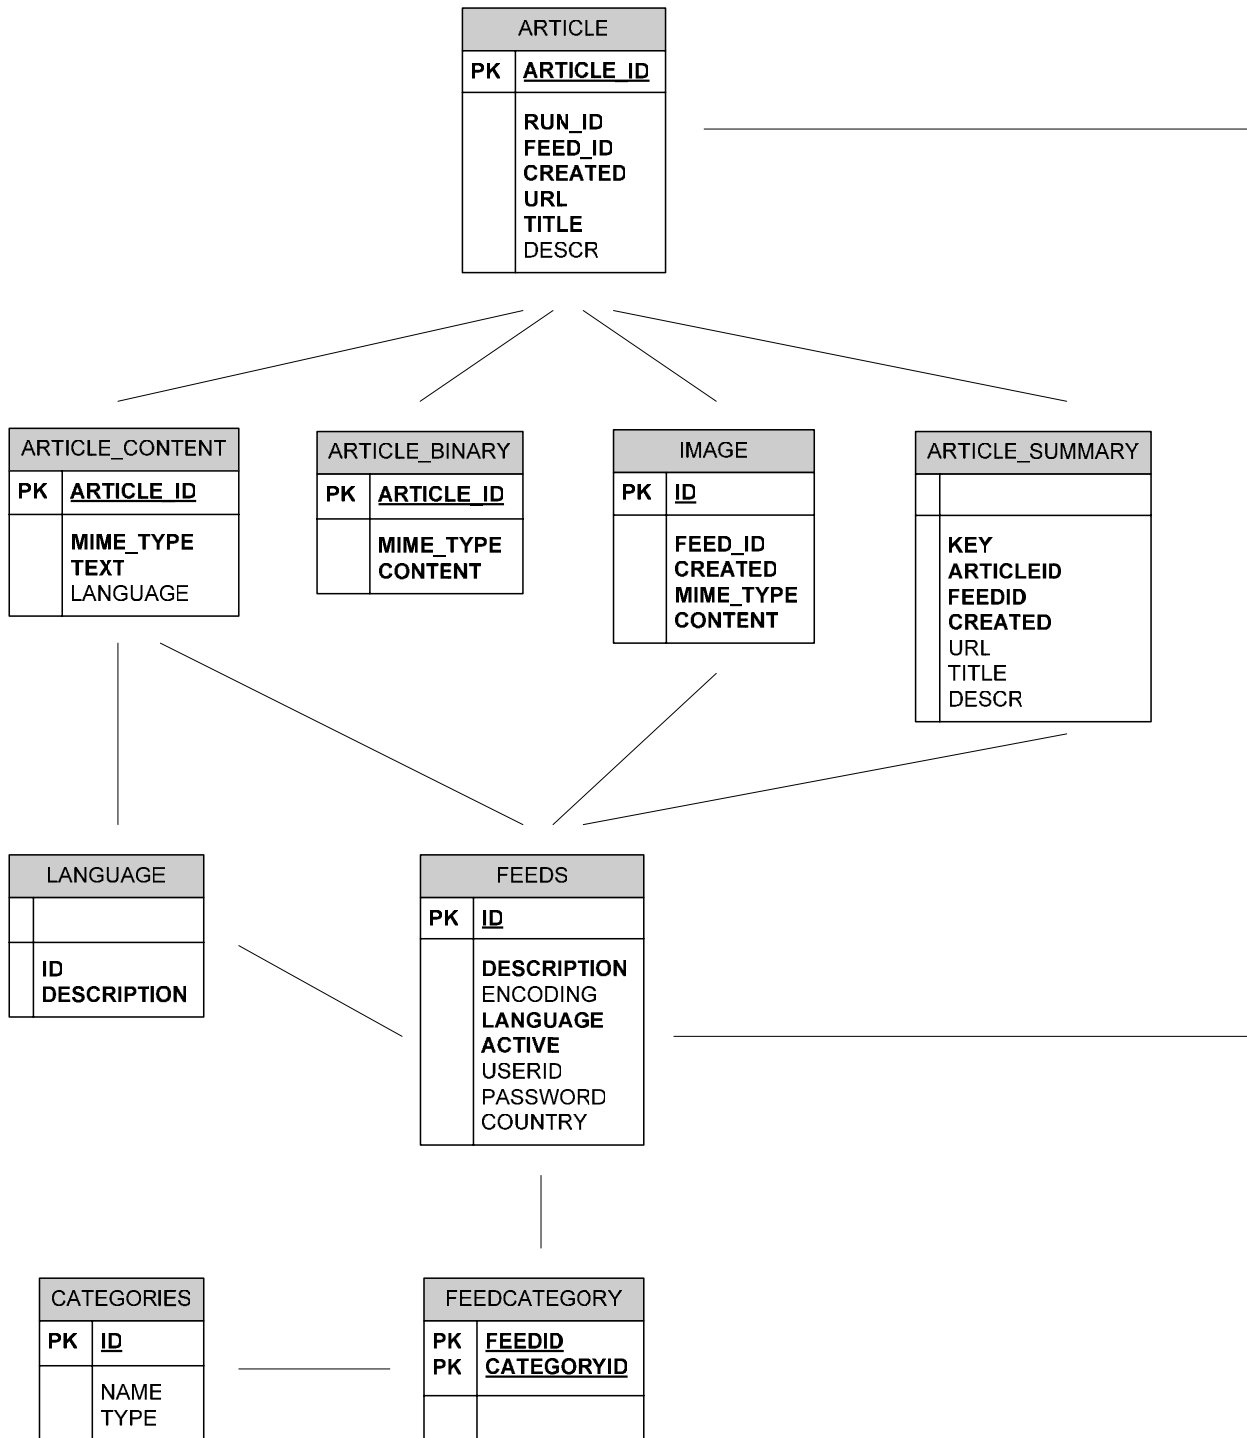 ARTICLE
PK ARTICLE_ID
RUN_ID
FEED_ID
CREATED
URL
TITLE
DESCR
ARTICLE_CONTENT
PK ARTICLE_ID
MIME_TYPE
TEXT
LANGUAGE
ARTICLE_BINARY
PK ARTICLE_ID
MIME_TYPE
CONTENT
IMAGE
PK ID
FEED_ID
CREATED
MIME_TYPE
CONTENT
ARTICLE_SUMMARY
KEY
ARTICLEID
FEEDID
CREATED
URL
TITLE
DESCR
LANGUAGE
ID
DESCRIPTION
FEEDS
PK ID
DESCRIPTION
ENCODING
LANGUAGE
ACTIVE
USERID
PASSWORD
COUNTRY
CATEGORIES
PK ID
NAME
TYPE
FEEDCATEGORY
PK FEEDID
PK CATEGORYID